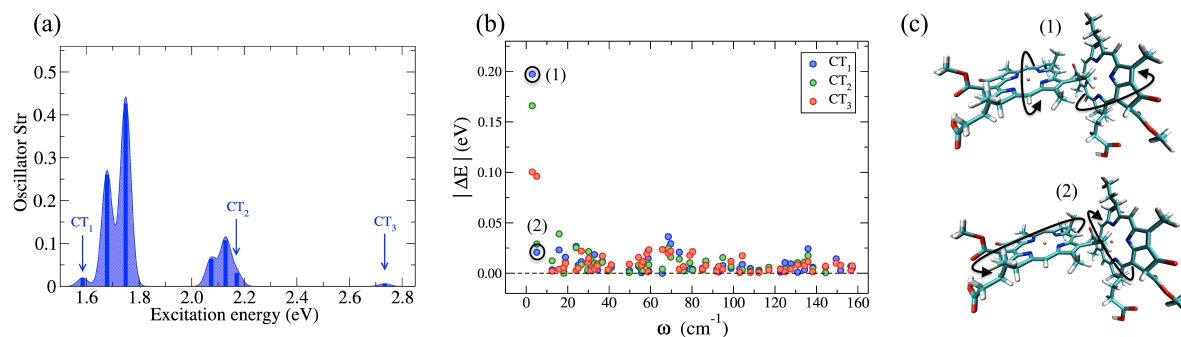 (a)
Oscillator Str
0.5
0.4
0.3
0.2
0.1
0
CT1
CT2
CT3
1.6
1.8
2.0
2.2
2.4
2.6
2.8
Excitation energy (eV)
(b)
| ΔE | (eV)
0.20
0.15
0.10
0.05
0.00
(1)
(2)
CT1
CT2
CT3
0
20
40
60
80
100
120
140
160
ω (cm-1)
(c)
(1)
(2)